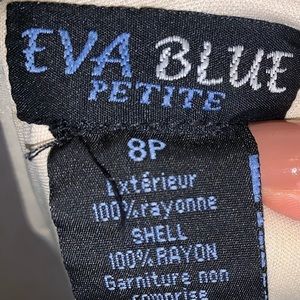 EVA BLUE
PETITE
8P
Extérieur
100% rayonne
SHELL
100% RAYON
Garniture non
comprise